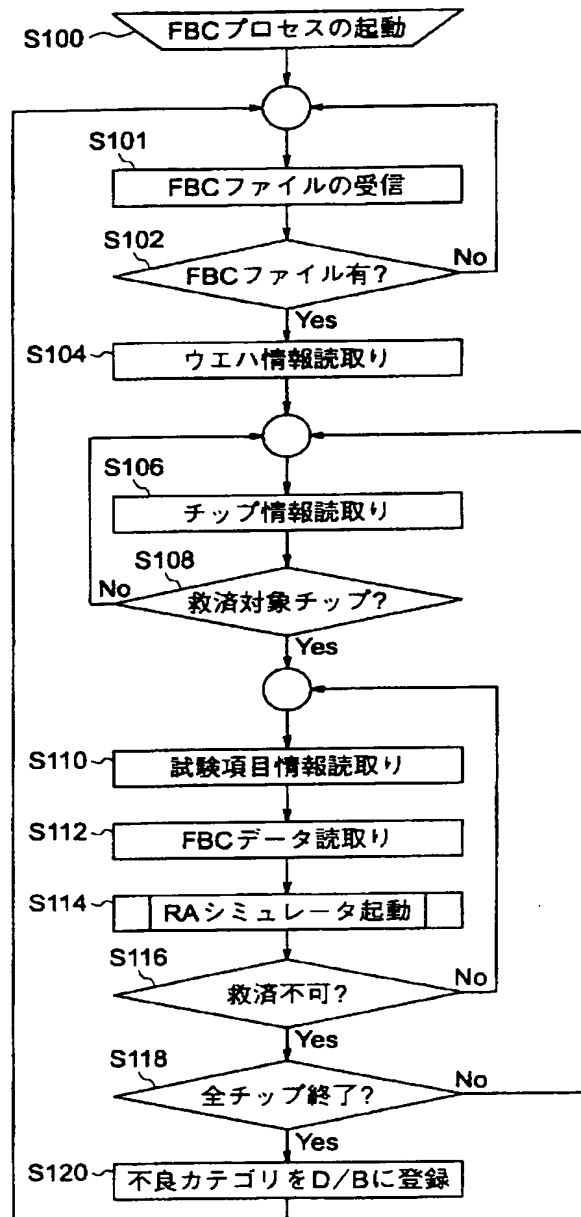 S100
FBCプロセスの起動
S101
FBCファイルの受信
S102
FBCファイル有?
No
Yes
S104
ウエハ情報読取り
S106
チップ情報読取り
S108
No
救済対象チップ?
Yes
S110
試験項目情報読取り
S112
FBCデータ読取り
S114
RAシミュレータ起動
S116
救済不可?
No
Yes
S118
全チップ終了?
No
Yes
S120
不良カテゴリをD/Bに登録